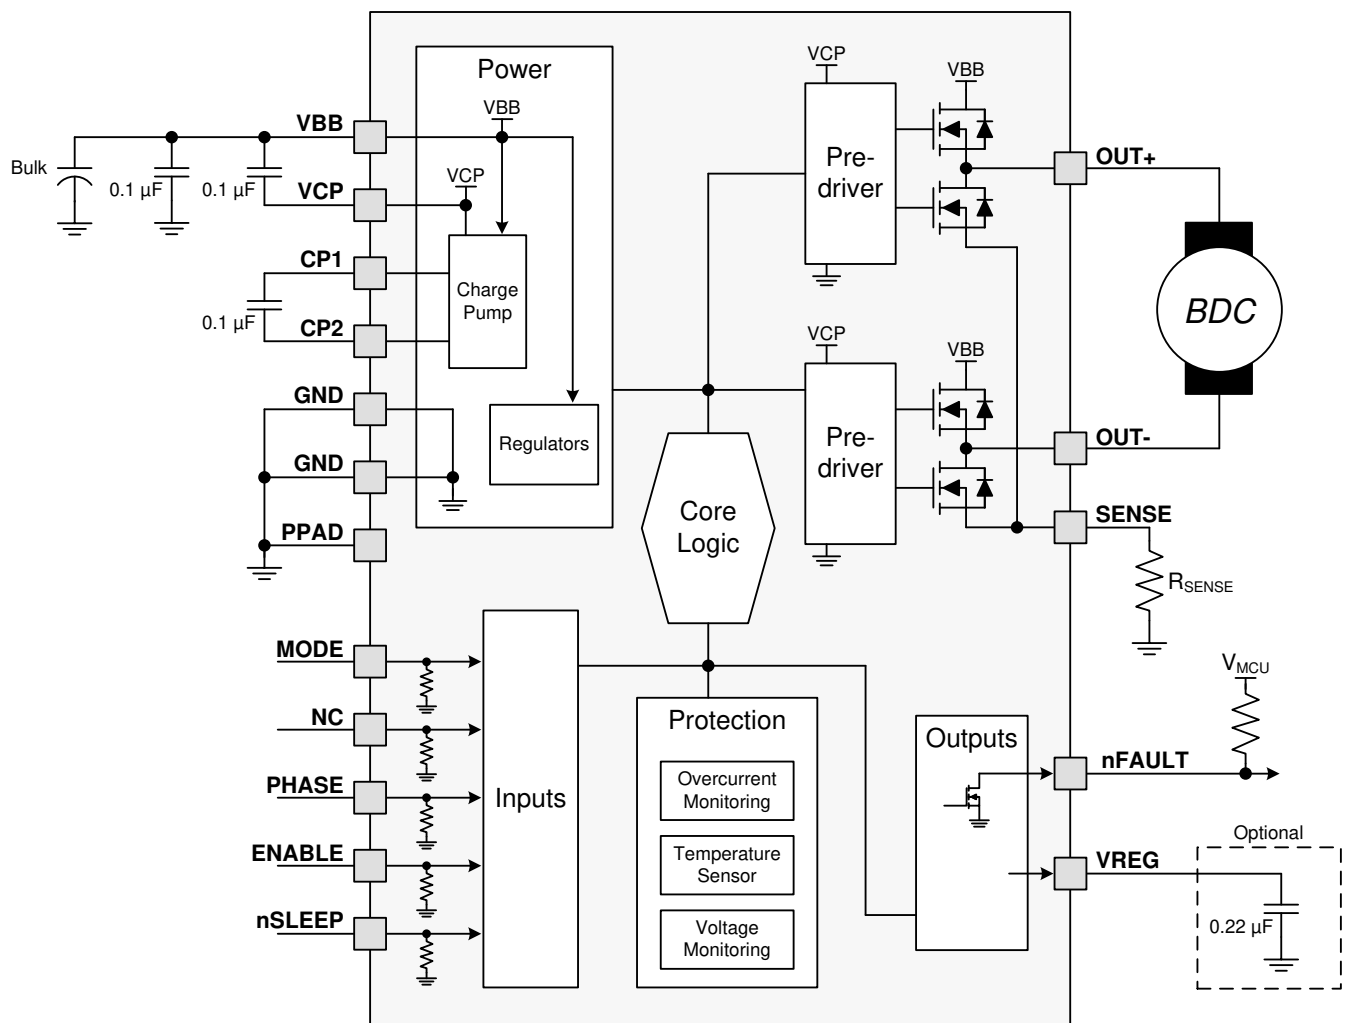 Power
VBB
VCP
VBB
VBB
VCP
Pre-
driver
OUT+
Bulk
0.1 µF
0.1 µF
VCP
CP1
Charge
Pump
0.1 µF
CP2
BDC
VCP
VBB
GND
Regulators
Pre-
driver
OUT-
GND
Core
Logic
SENSE
PPAD
RSENSE
MODE
VMCU
NC
Protection
Outputs
nFAULT
PHASE
Inputs
Overcurrent
Monitoring
Optional
ENABLE
Temperature
Sensor
VREG
nSLEEP
Voltage
Monitoring
0.22 µF